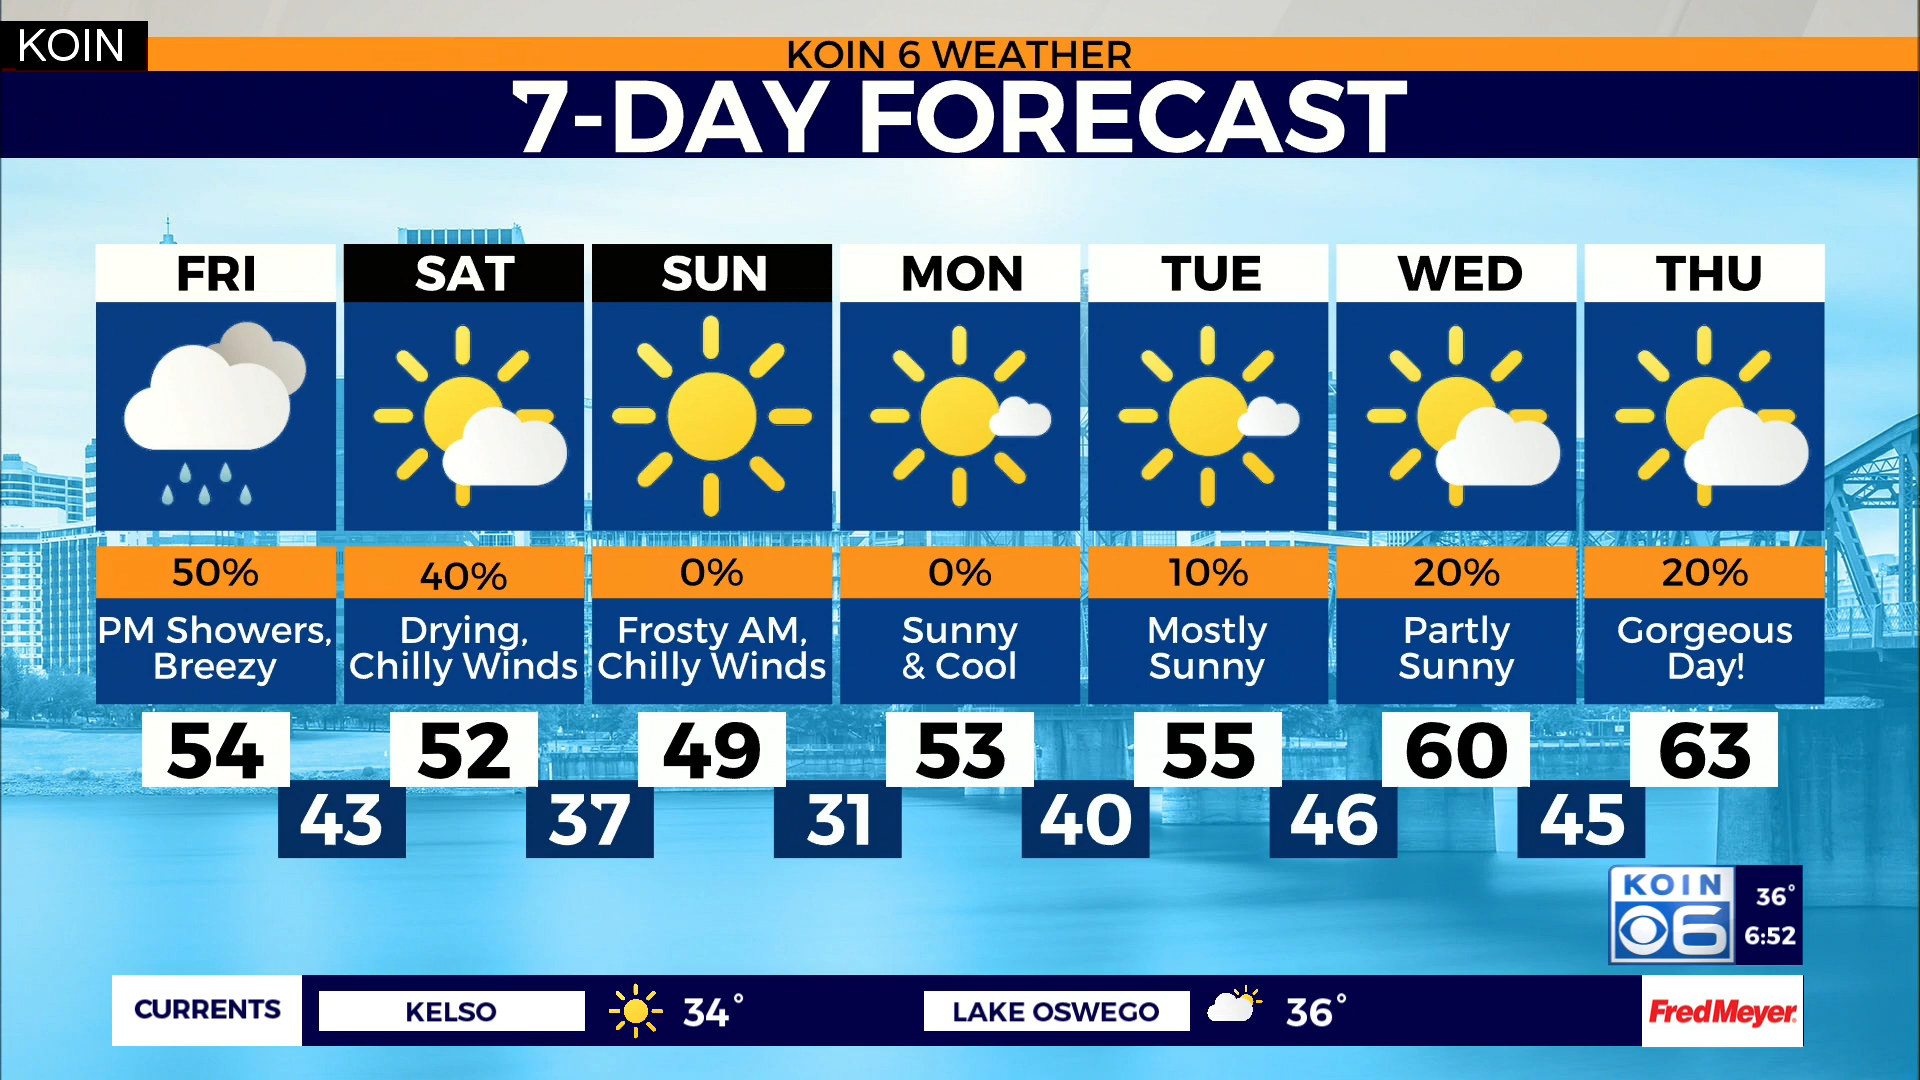 KOIN
KOIN 6 WEATHER
7-DAY FORECAST
FRI SAT SUN MON TUE WED THU
50% 40% 0% 0% 10% 20% 20%
PM Showers,
Breezy
Drying,
Chilly Winds
Frosty AM,
Chilly Winds
Sunny
& Cool
Mostly
Sunny
Partly
Sunny
Gorgeous
Day!
54 52 49 53 55 60 63
43 37 31 40 46 45
KOIN
6
36°
6:52
CURRENTS KELSO 34° LAKE OSWEGO 36° Fred Meyer